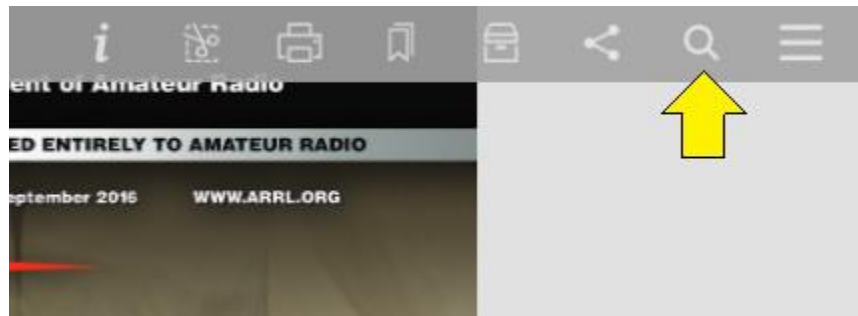 i
ent of Amateur Radio
ED ENTIRELY TO AMATEUR RADIO
eptember 2016 WWW.ARRL.ORG